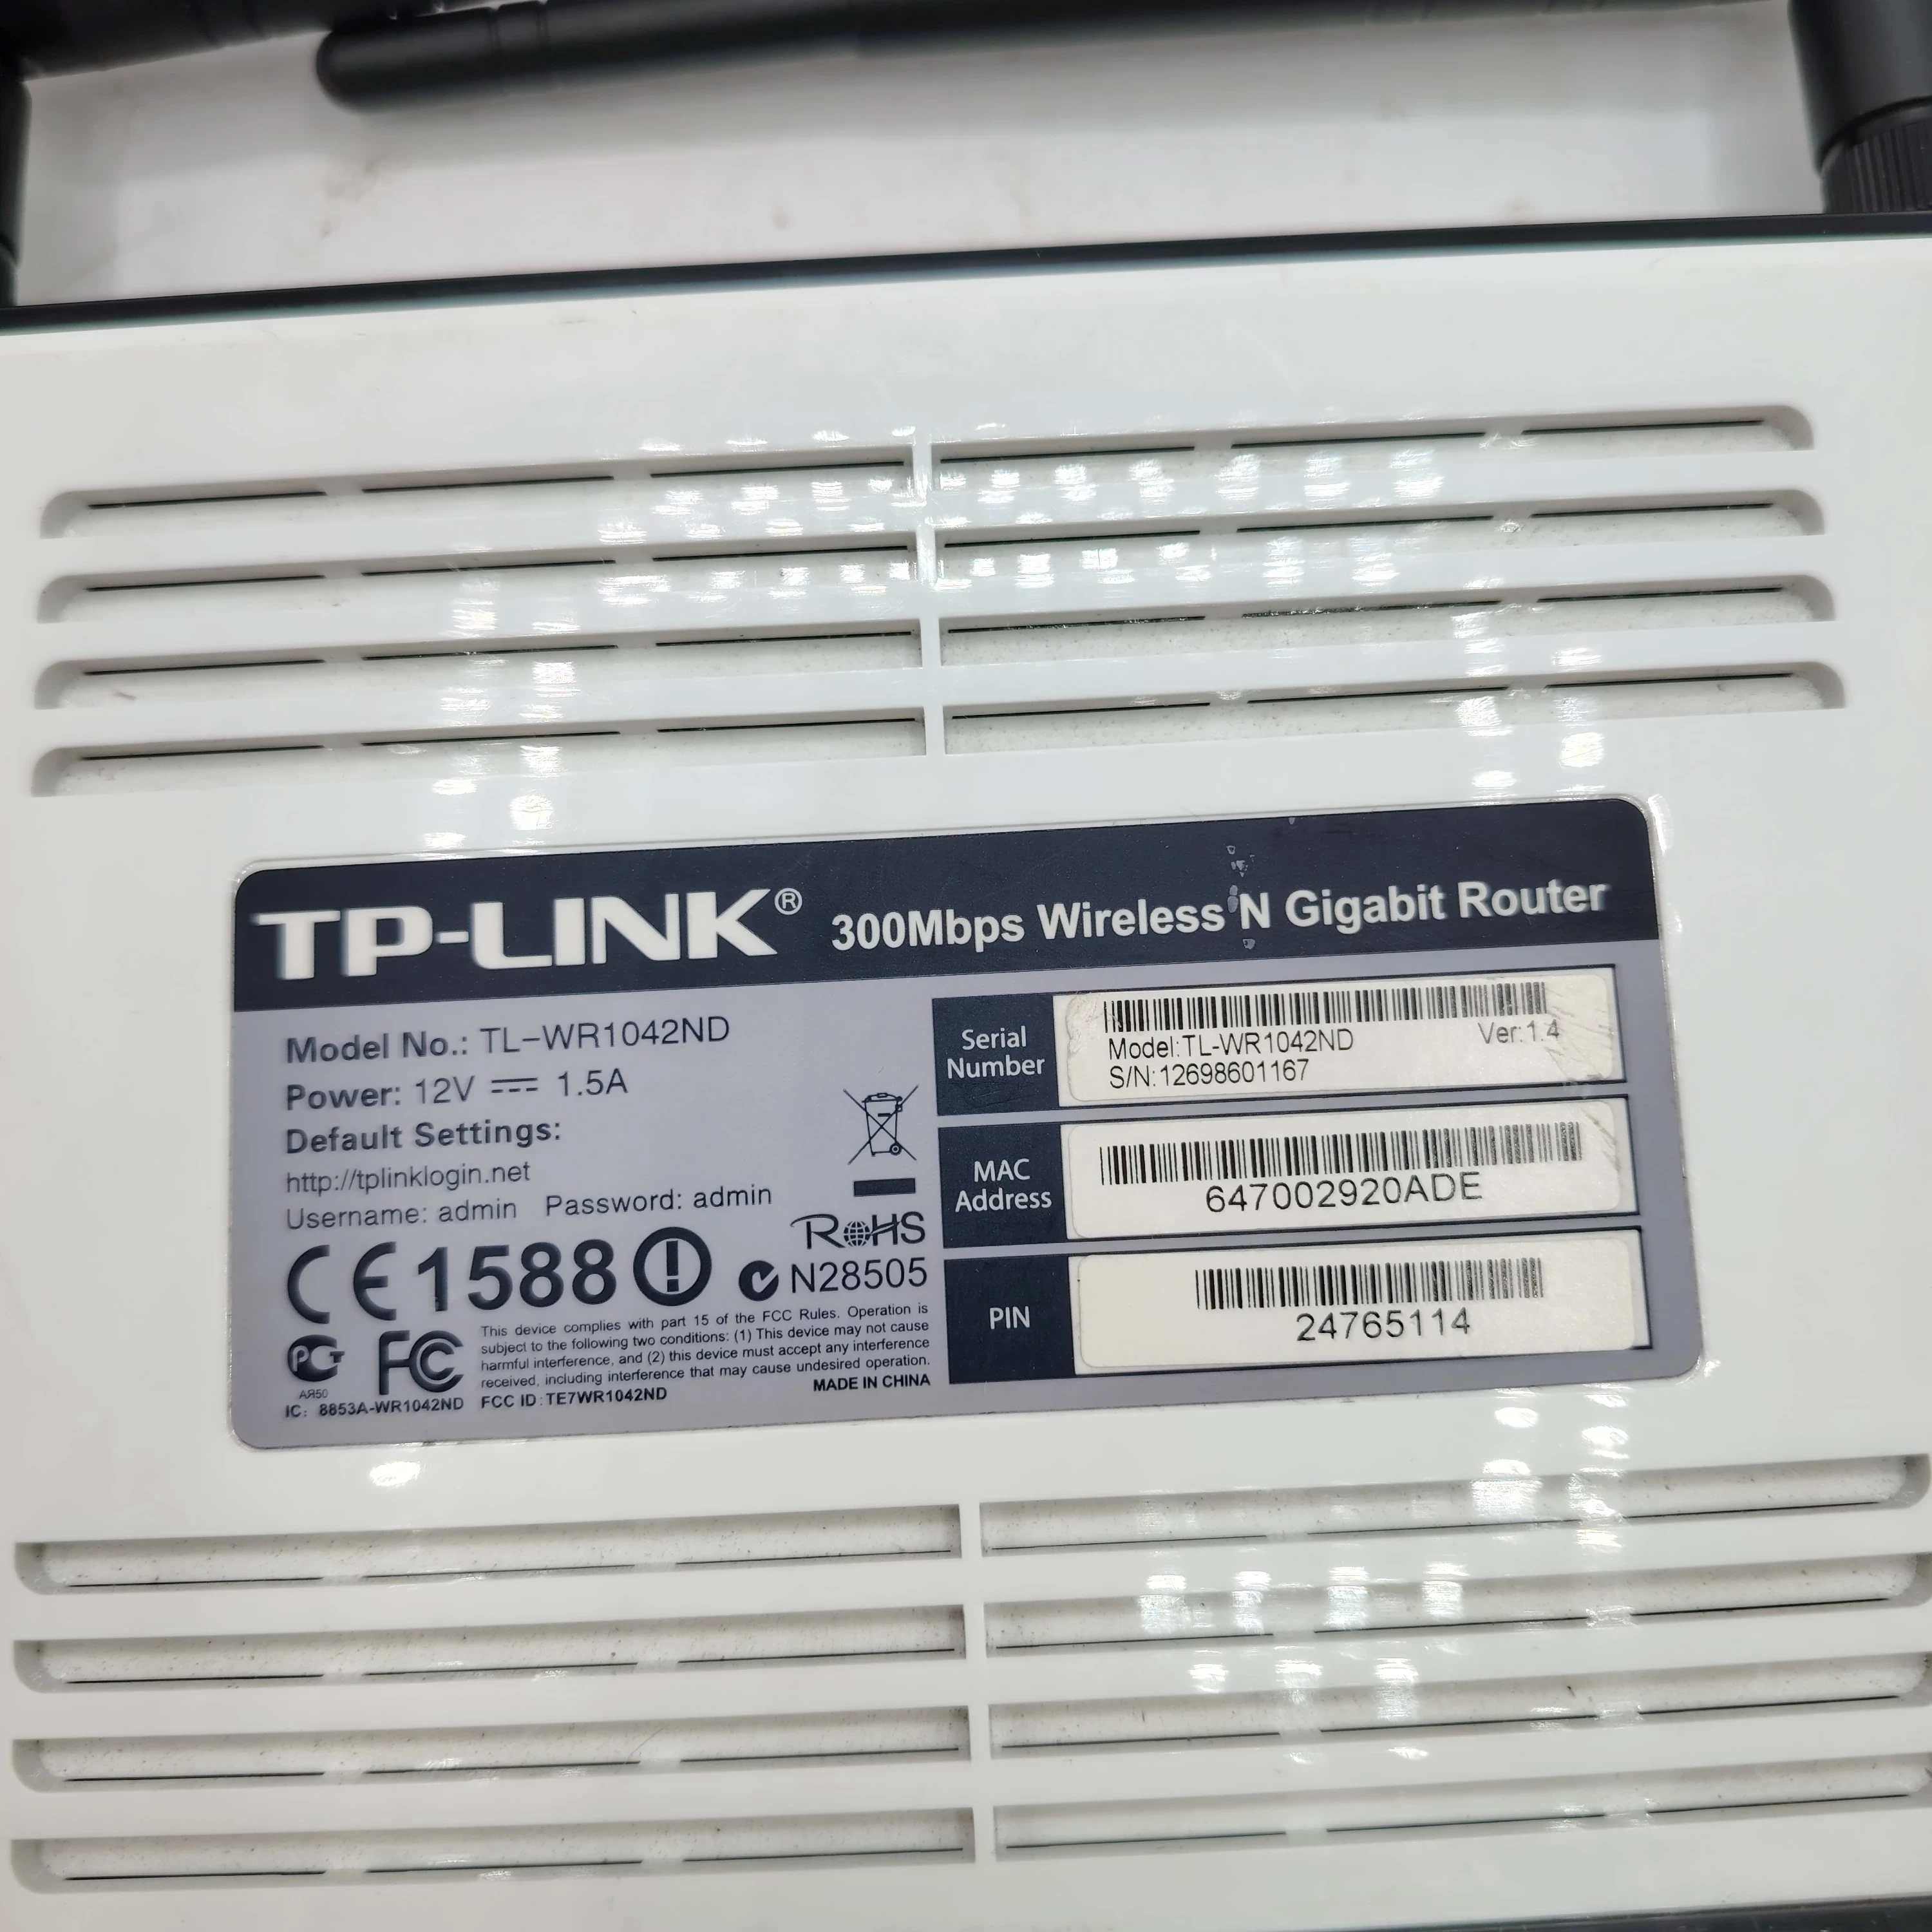 TP-LINK® 300Mbps Wireless N Gigabit Router
Model No.: TL-WR1042ND
Power: 12V ⎓ 1.5A
Default Settings:
http://tplinklogin.net
Username: admin Password: admin
RoHS
CE1588 N28505
This device complies with part 15 of the FCC Rules. Operation is
subject to the following two conditions: (1) This device may not cause
harmful interference, and (2) this device must accept any interference
received, including interference that may cause undesired operation.
PCT FC
АЯ50
IC: 8853A-WR1042ND FCC ID:TE7WR1042ND MADE IN CHINA
Serial
Number
Model:TL-WR1042ND Ver:1.4
S/N:12698601167
MAC
Address
647002920ADE
PIN
24765114